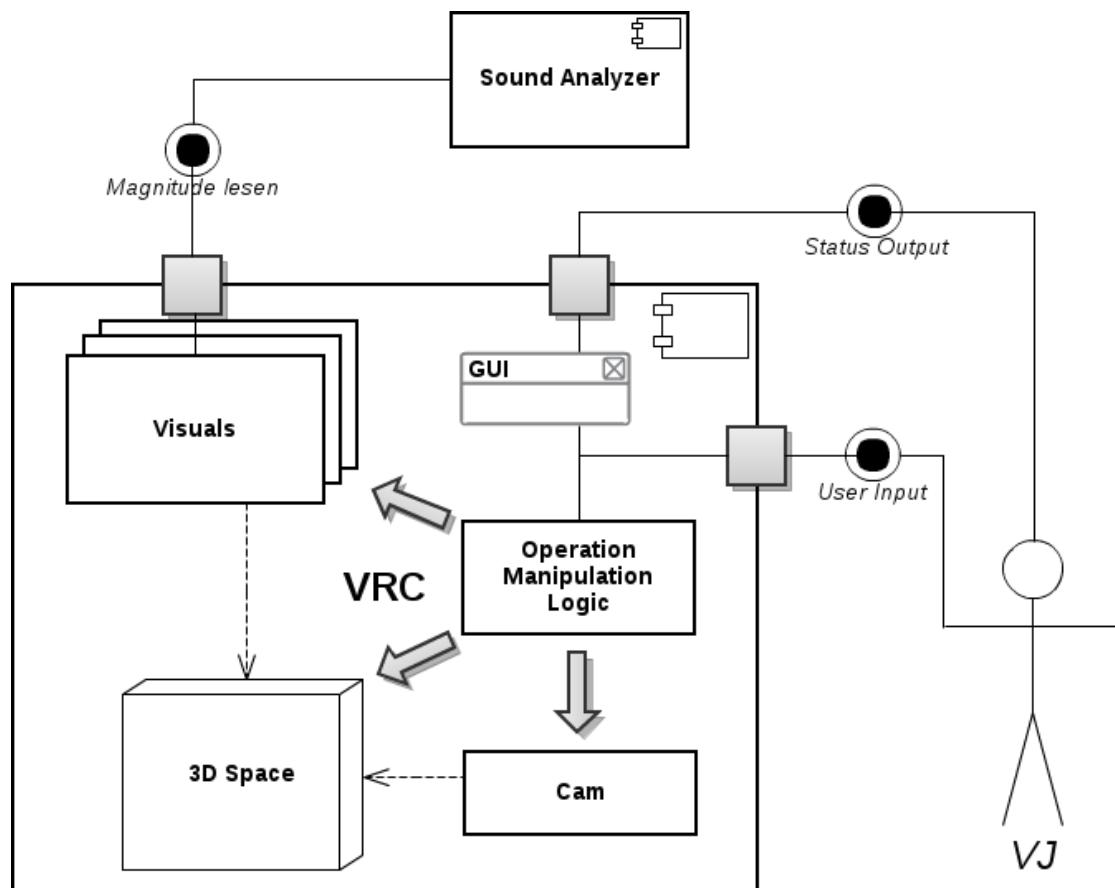 Sound Analyzer
Magnitude lesen
Status Output
GUI
Visuals
User Input
Operation
Manipulation
Logic
VRC
3D Space
Cam
VJ